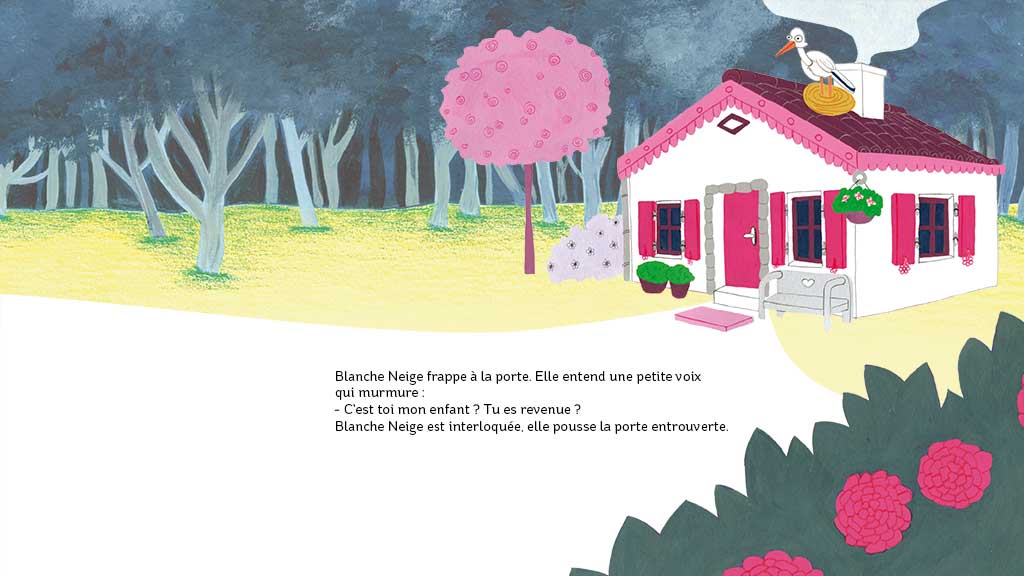 Blanche Neige frappe à la porte. Elle entend une petite voix
qui murmure :
- C'est toi mon enfant ? Tu es revenue ?
Blanche Neige est interloquée, elle pousse la porte entrouverte.